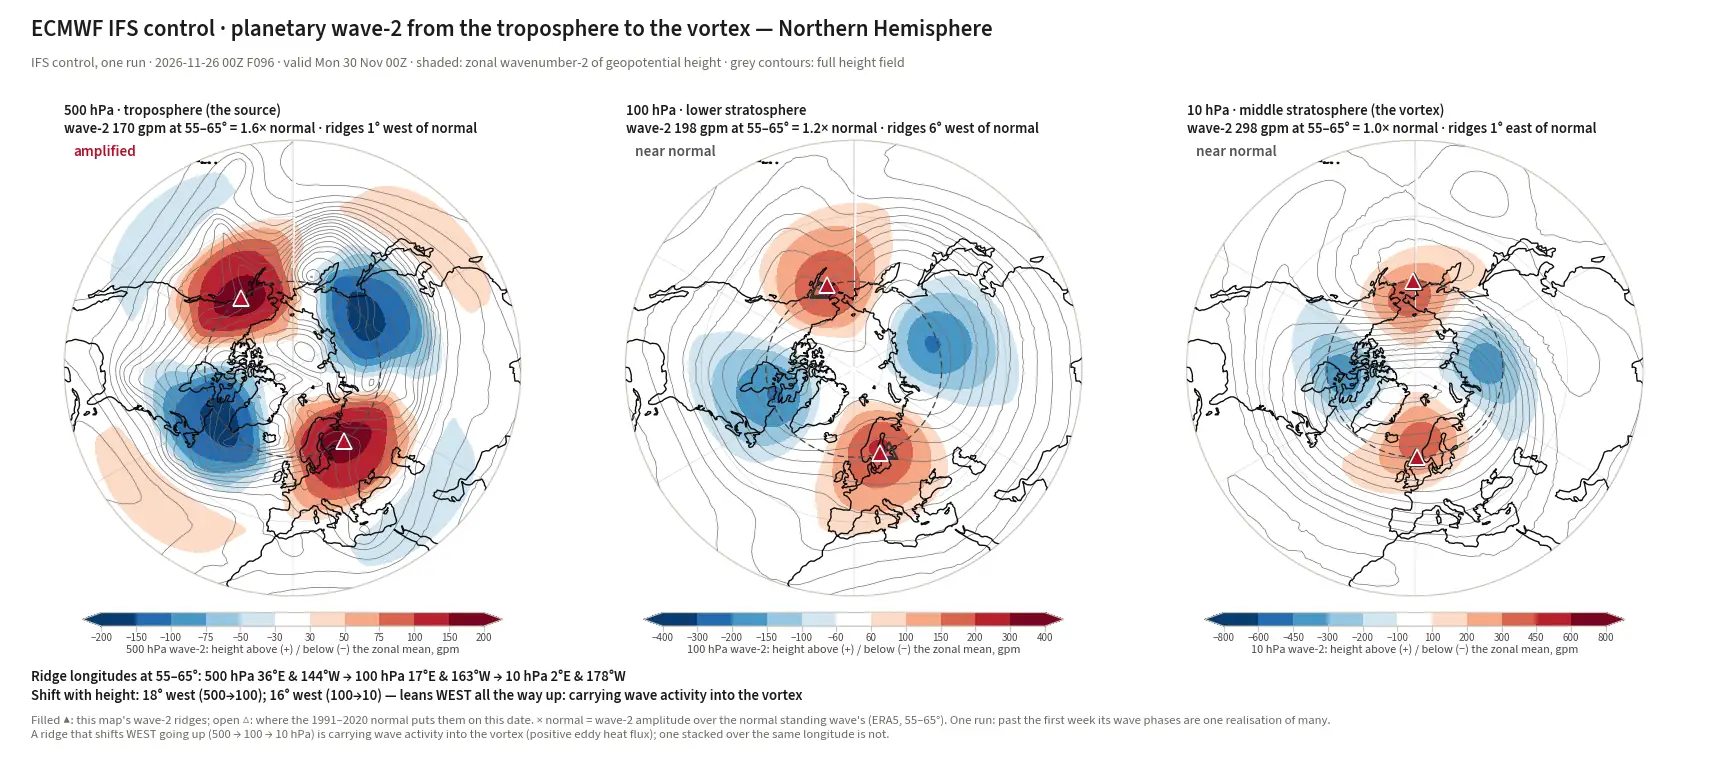 ECMWF IFS control · planetary wave-2 from the troposphere to the vortex — Northern Hemisphere
IFS control, one run · 2026-11-26 00Z F096 · valid Mon 30 Nov 00Z · shaded: zonal wavenumber-2 of geopotential height · grey contours: full height field
500 hPa · troposphere (the source)
wave-2 170 gpm at 55–65° = 1.6× normal · ridges 1° west of normal
amplified
100 hPa · lower stratosphere
wave-2 198 gpm at 55–65° = 1.2× normal · ridges 6° west of normal
near normal
10 hPa · middle stratosphere (the vortex)
wave-2 298 gpm at 55–65° = 1.0× normal · ridges 1° east of normal
near normal
−200 −150 −100 −75 −50 −30 30 50 75 100 150 200
500 hPa wave-2: height above (+) / below (−) the zonal mean, gpm
−400 −300 −200 −150 −100 −60 60 100 150 200 300 400
100 hPa wave-2: height above (+) / below (−) the zonal mean, gpm
−800 −600 −450 −300 −200 −100 100 200 300 450 600 800
10 hPa wave-2: height above (+) / below (−) the zonal mean, gpm
Ridge longitudes at 55–65°: 500 hPa 36°E & 144°W → 100 hPa 17°E & 163°W → 10 hPa 2°E & 178°W
Shift with height: 18° west (500→100); 16° west (100→10) — leans WEST all the way up: carrying wave activity into the vortex
Filled ▲: this map's wave-2 ridges; open △: where the 1991–2020 normal puts them on this date. × normal = wave-2 amplitude over the normal standing wave's (ERA5, 55–65°). One run: past the first week its wave phases are one realisation of many.
A ridge that shifts WEST going up (500 → 100 → 10 hPa) is carrying wave activity into the vortex (positive eddy heat flux); one stacked over the same longitude is not.